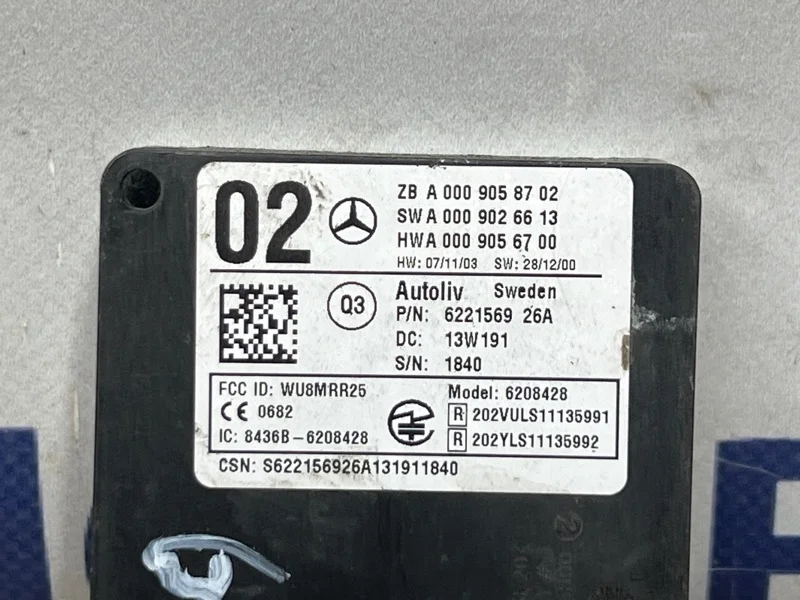 02
ZB A 000 905 87 02
SW A 000 902 66 13
HW A 000 905 67 00
HW: 07/11/03 SW: 28/12/00
Q3
Autoliv Sweden
P/N: 6221569 26A
DC: 13W191
S/N: 1840
FCC ID: WU8MRR25
CE 0682
IC: 8436B-6208428
Model: 6208428
R 202VULS11135991
R 202YLS11135992
CSN: S622156926A131911840